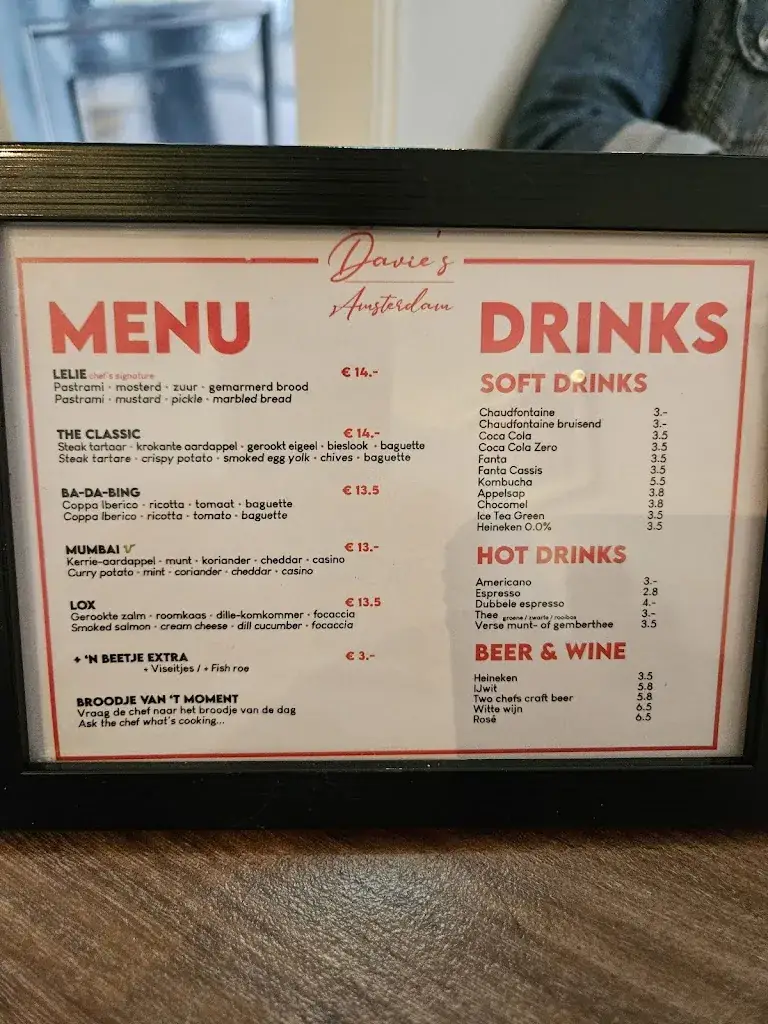 Davie's
Amsterdam
MENU
LELIE chef's signature € 14.-
Pastrami - mosterd - zuur - gemarmerd brood
Pastrami - mustard - pickle - marbled bread
THE CLASSIC € 14.-
Steak tartaar - krokante aardappel - gerookt eigeel - bieslook - baguette
Steak tartare - crispy potato - smoked egg yolk - chives - baguette
BA-DA-BING € 13.5
Coppa Iberico - ricotta - tomaat - baguette
Coppa Iberico - ricotta - tomato - baguette
MUMBAI V € 13.-
Kerrie-aardappel - munt - koriander - cheddar - casino
Curry potato - mint - coriander - cheddar - casino
LOX € 13.5
Gerookte zalm - roomkaas - dille-komkommer - focaccia
Smoked salmon - cream cheese - dill cucumber - focaccia
+ 'N BEETJE EXTRA € 3.-
+ Viseitjes / + Fish roe
BROODJE VAN 'T MOMENT
Vraag de chef naar het broodje van de dag
Ask the chef what's cooking...
DRINKS
SOFT DRINKS
Chaudfontaine 3.-
Chaudfontaine bruisend 3.-
Coca Cola 3.5
Coca Cola Zero 3.5
Fanta 3.5
Fanta Cassis 3.5
Kombucha 5.5
Appelsap 3.8
Chocomel 3.8
Ice Tea Green 3.5
Heineken 0.0% 3.5
HOT DRINKS
Americano 3.-
Espresso 2.8
Dubbele espresso 4.-
Thee groene / zwarte / rooibos 3.-
Verse munt- of gemberthee 3.5
BEER & WINE
Heineken 3.5
IJwit 5.8
Two chefs craft beer 5.8
Witte wijn 6.5
Rosé 6.5